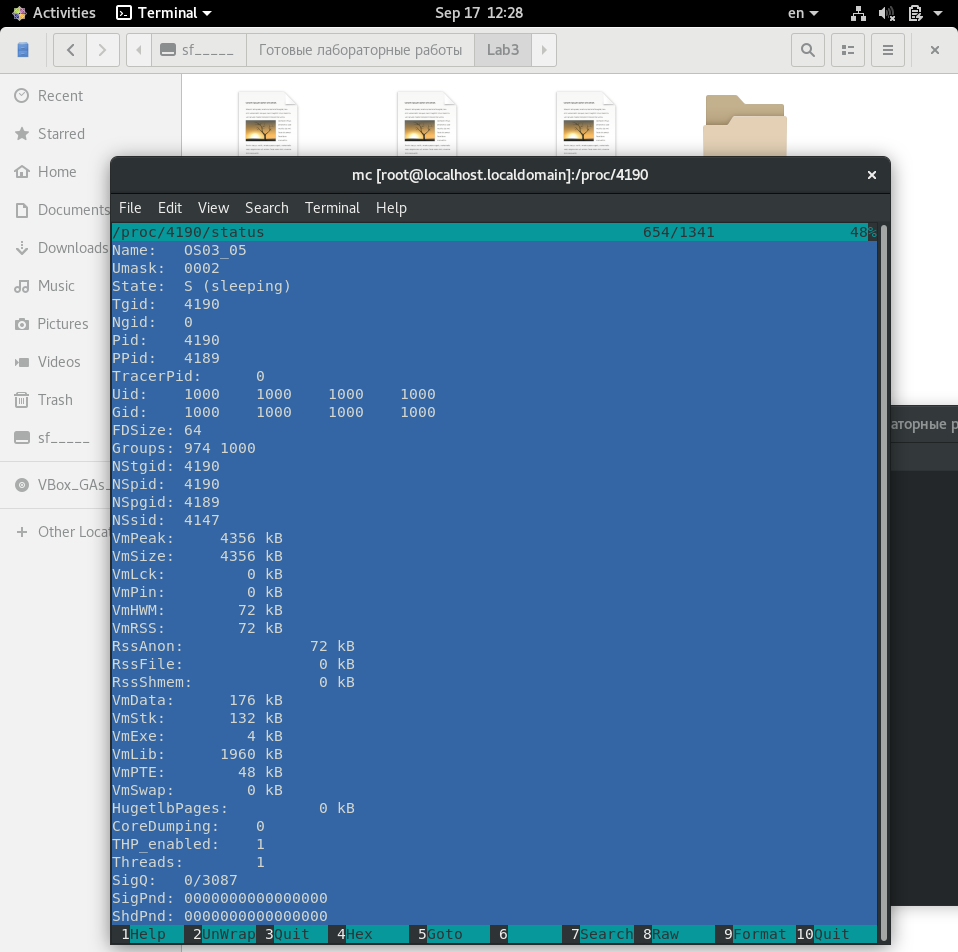 Activities Terminal Sep 17 12:28 en
sf_____ Готовые лабораторные работы Lab3
Recent
Starred
Home
Documents
Downloads
Music
Pictures
Videos
Trash
sf_____
VBox_GAs_
Other Locat
mc [root@localhost.localdomain]:/proc/4190
File Edit View Search Terminal Help
/proc/4190/status 654/1341 48%
Name: OS03_05
Umask: 0002
State: S (sleeping)
Tgid: 4190
Ngid: 0
Pid: 4190
PPid: 4189
TracerPid: 0
Uid: 1000 1000 1000 1000
Gid: 1000 1000 1000 1000
FDSize: 64
Groups: 974 1000
NStgid: 4190
NSpid: 4190
NSpgid: 4189
NSsid: 4147
VmPeak: 4356 kB
VmSize: 4356 kB
VmLck: 0 kB
VmPin: 0 kB
VmHWM: 72 kB
VmRSS: 72 kB
RssAnon: 72 kB
RssFile: 0 kB
RssShmem: 0 kB
VmData: 176 kB
VmStk: 132 kB
VmExe: 4 kB
VmLib: 1960 kB
VmPTE: 48 kB
VmSwap: 0 kB
HugetlbPages: 0 kB
CoreDumping: 0
THP_enabled: 1
Threads: 1
SigQ: 0/3087
SigPnd: 0000000000000000
ShdPnd: 0000000000000000
1Help 2UnWrap 3Quit 4Hex 5Goto 6 7Search 8Raw 9Format 10Quit
аторные р